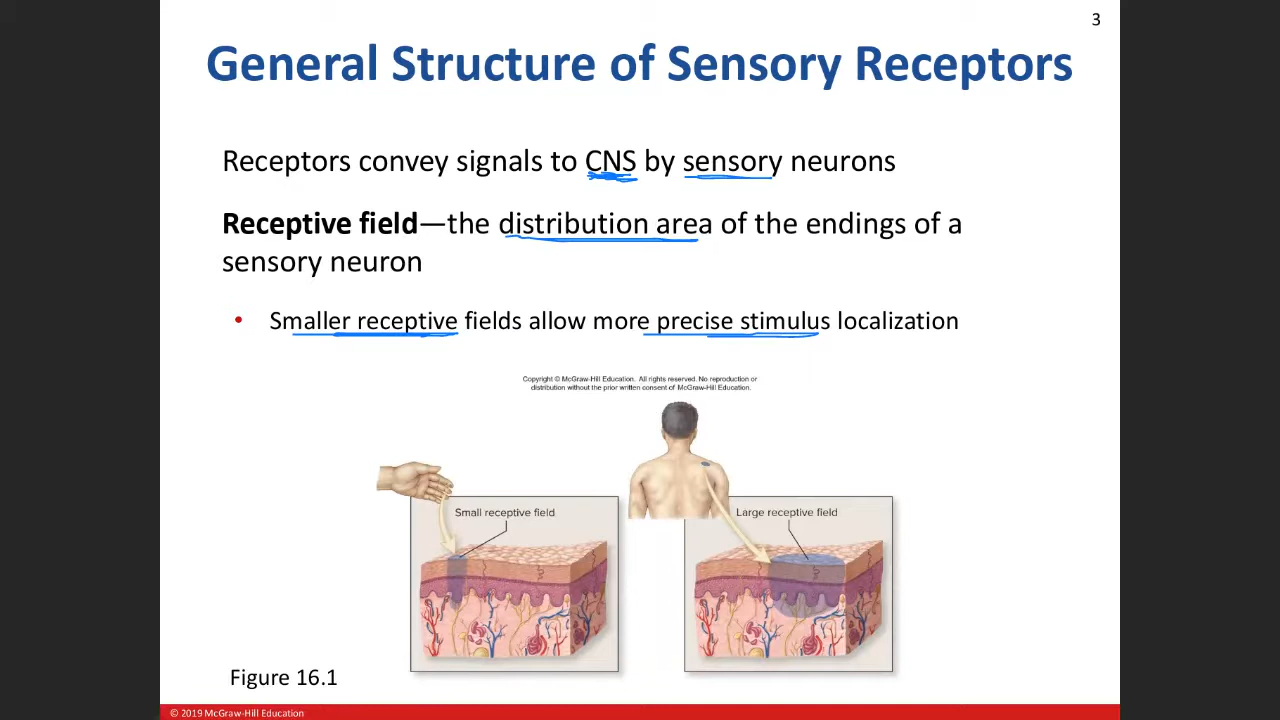 3
General Structure of Sensory Receptors
Receptors convey signals to CNS by sensory neurons
Receptive field—the distribution area of the endings of a
sensory neuron
• Smaller receptive fields allow more precise stimulus localization
Copyright © McGraw-Hill Education. All rights reserved. No reproduction or
distribution without the prior written consent of McGraw-Hill Education.
Small receptive field
Large receptive field
Figure 16.1
© 2019 McGraw-Hill Education